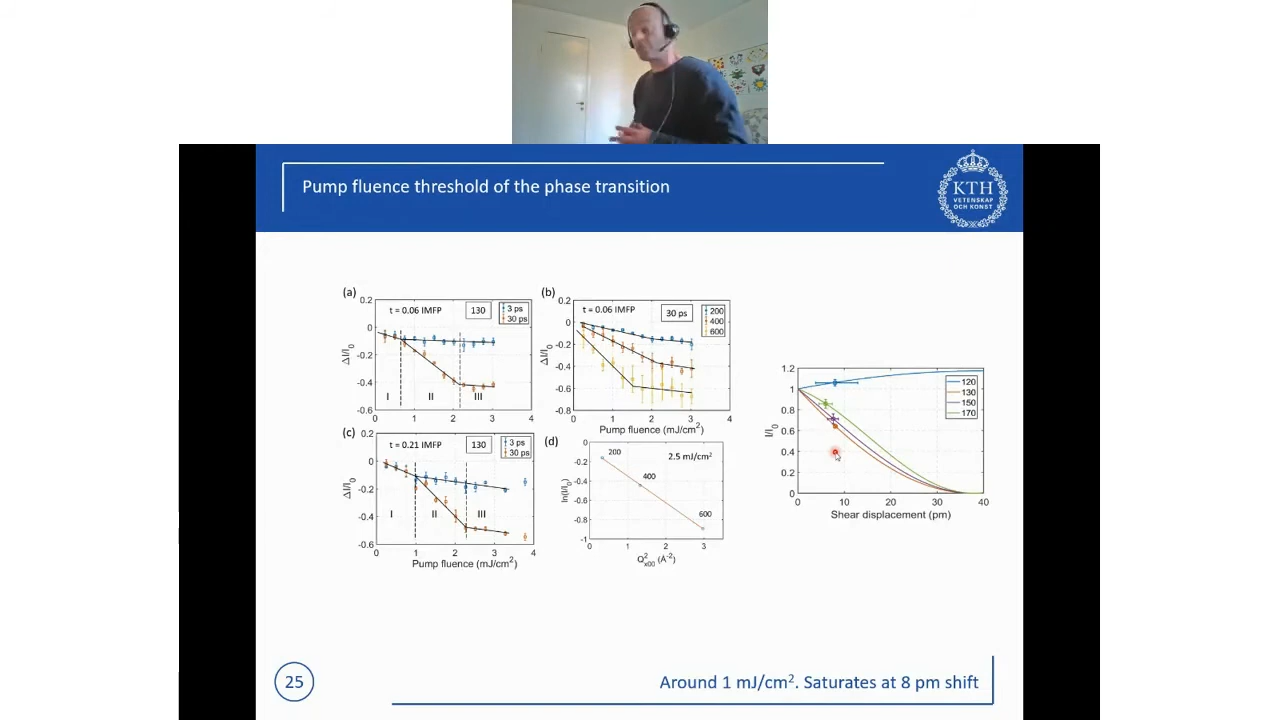 Pump fluence threshold of the phase transition
KTH
VETENSKAP
OCH KONST
(a)
t = 0.06 IMFP
130
3 ps
30 ps
0.2
0
-0.2
-0.4
-0.6
ΔI/I₀
I
II
III
0
1
2
3
4
(b)
t = 0.06 IMFP
30 ps
200
400
600
0.2
0
-0.2
-0.4
-0.6
-0.8
ΔI/I₀
0
1
2
3
4
Pump fluence (mJ/cm²)
(c)
t = 0.21 IMFP
130
3 ps
30 ps
0.2
0
-0.2
-0.4
-0.6
ΔI/I₀
I
II
III
0
1
2
3
4
Pump fluence (mJ/cm²)
(d)
200
2.5 mJ/cm²
400
600
0
-0.2
-0.4
-0.6
-0.8
-1
ln(I/I₀)
0
1
2
3
Q²ₓ₀₀ (Å⁻²)
1.2
1
0.8
0.6
0.4
0.2
0
I/I₀
120
130
150
170
0
10
20
30
40
Shear displacement (pm)
25
Around 1 mJ/cm². Saturates at 8 pm shift